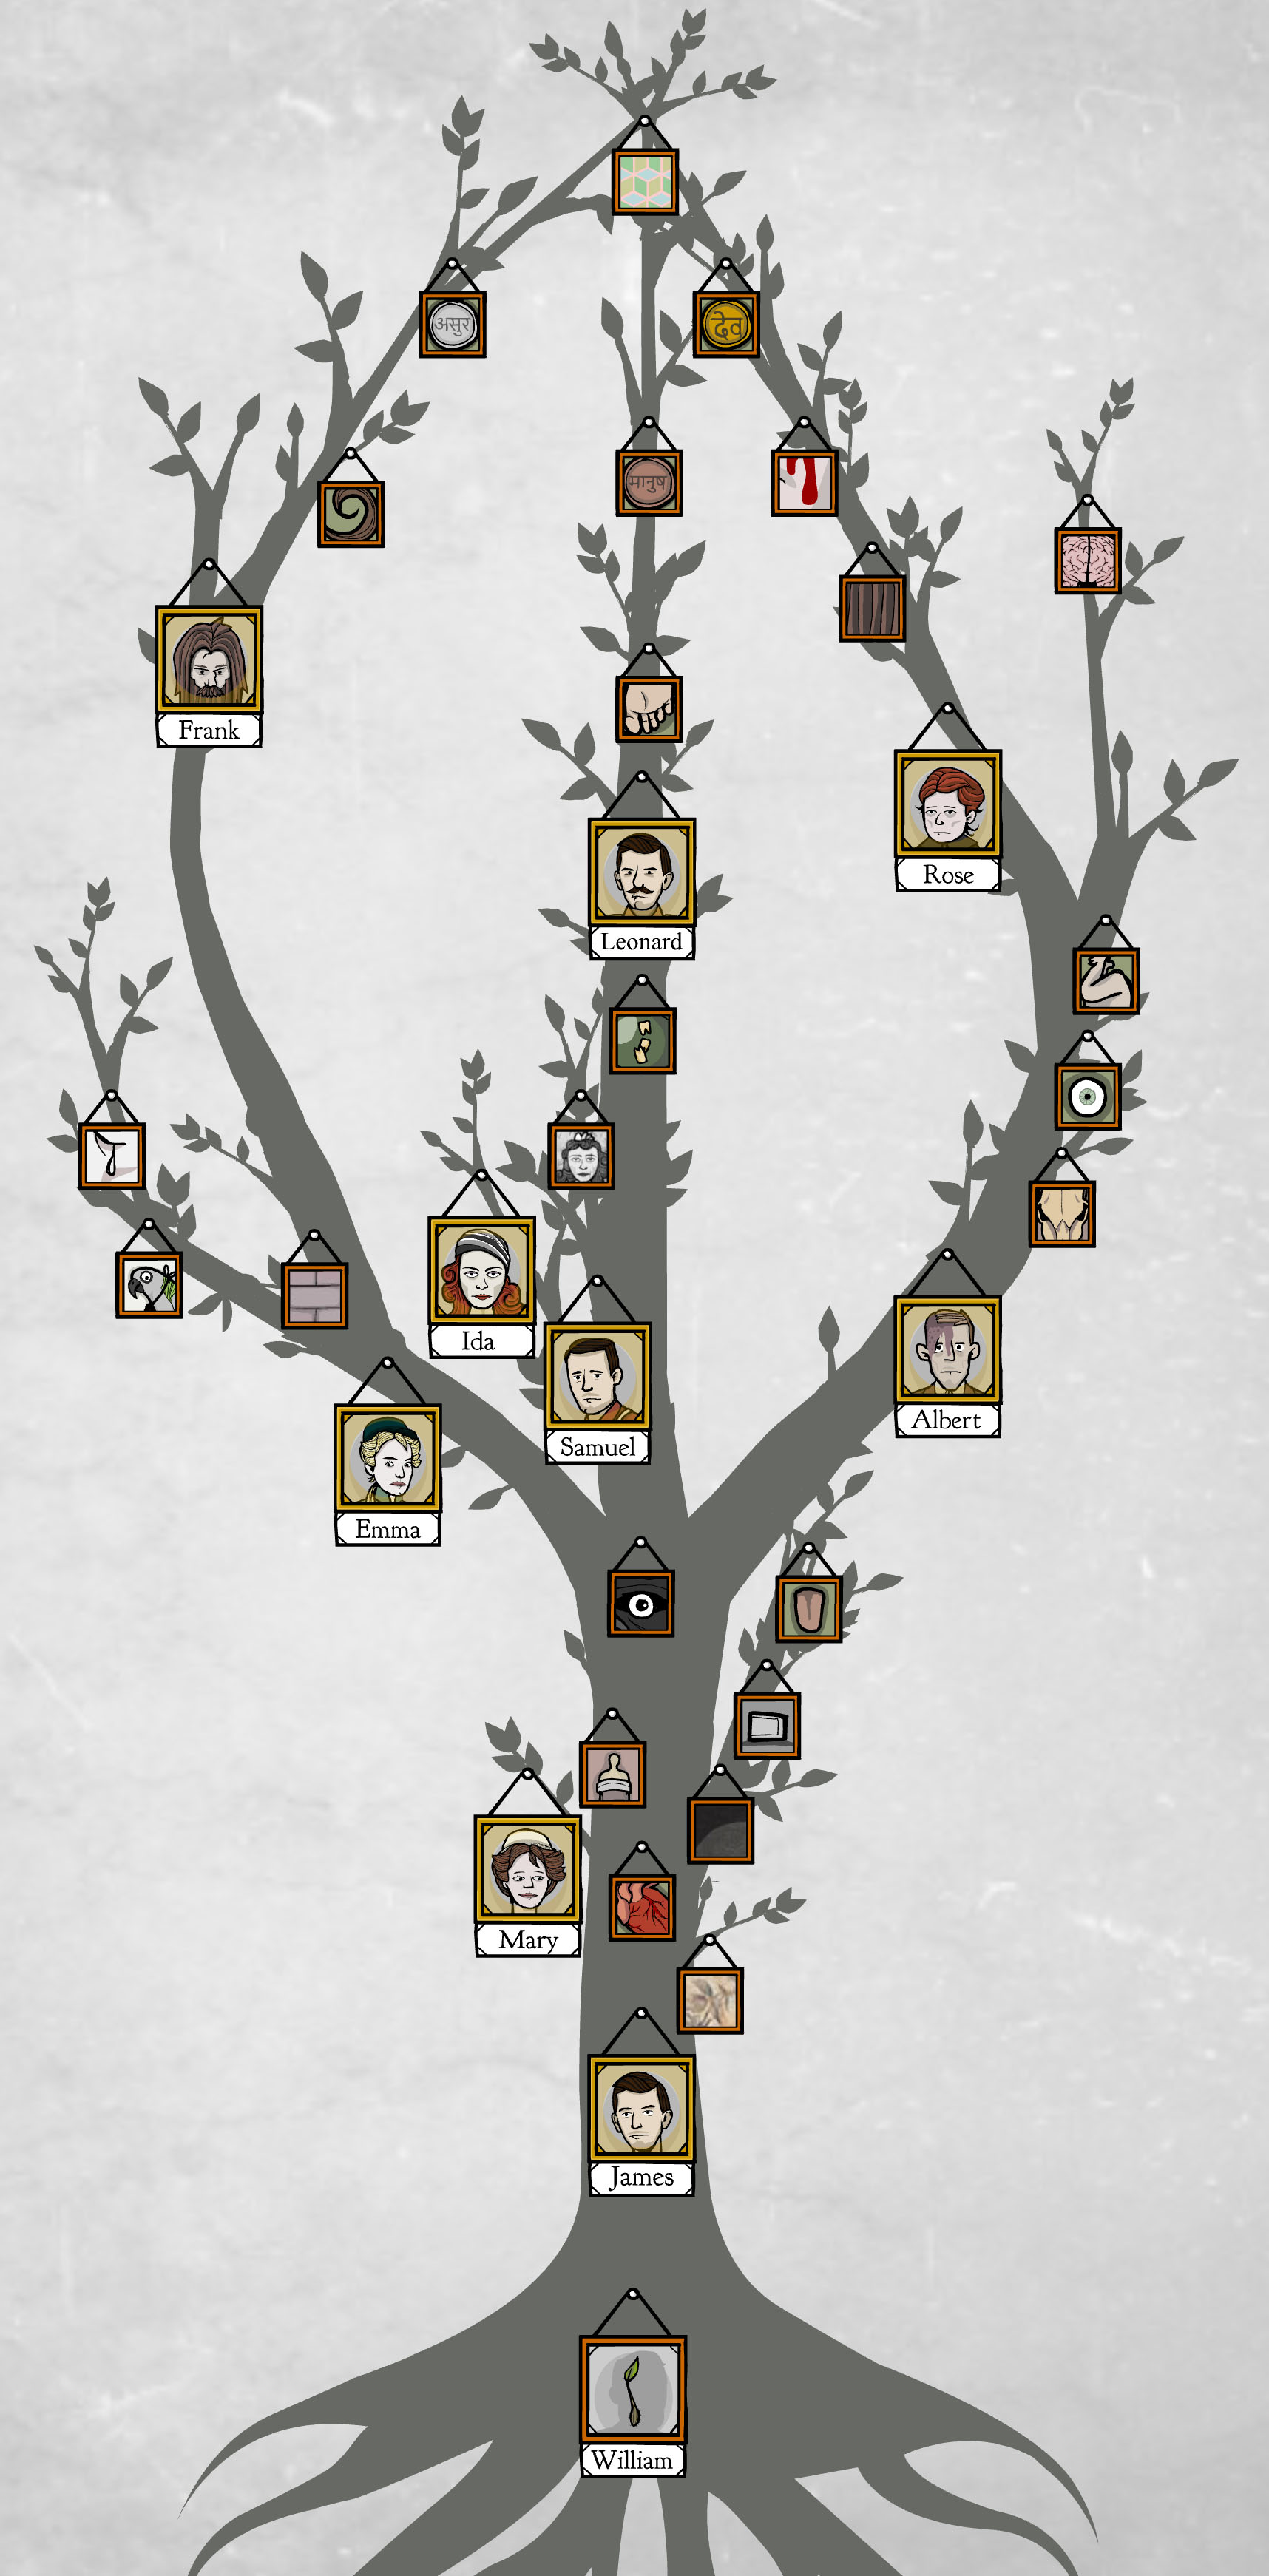 असुर
देव
मानुष
Frank
Rose
Leonard
Ida
Albert
Samuel
Emma
Mary
James
William